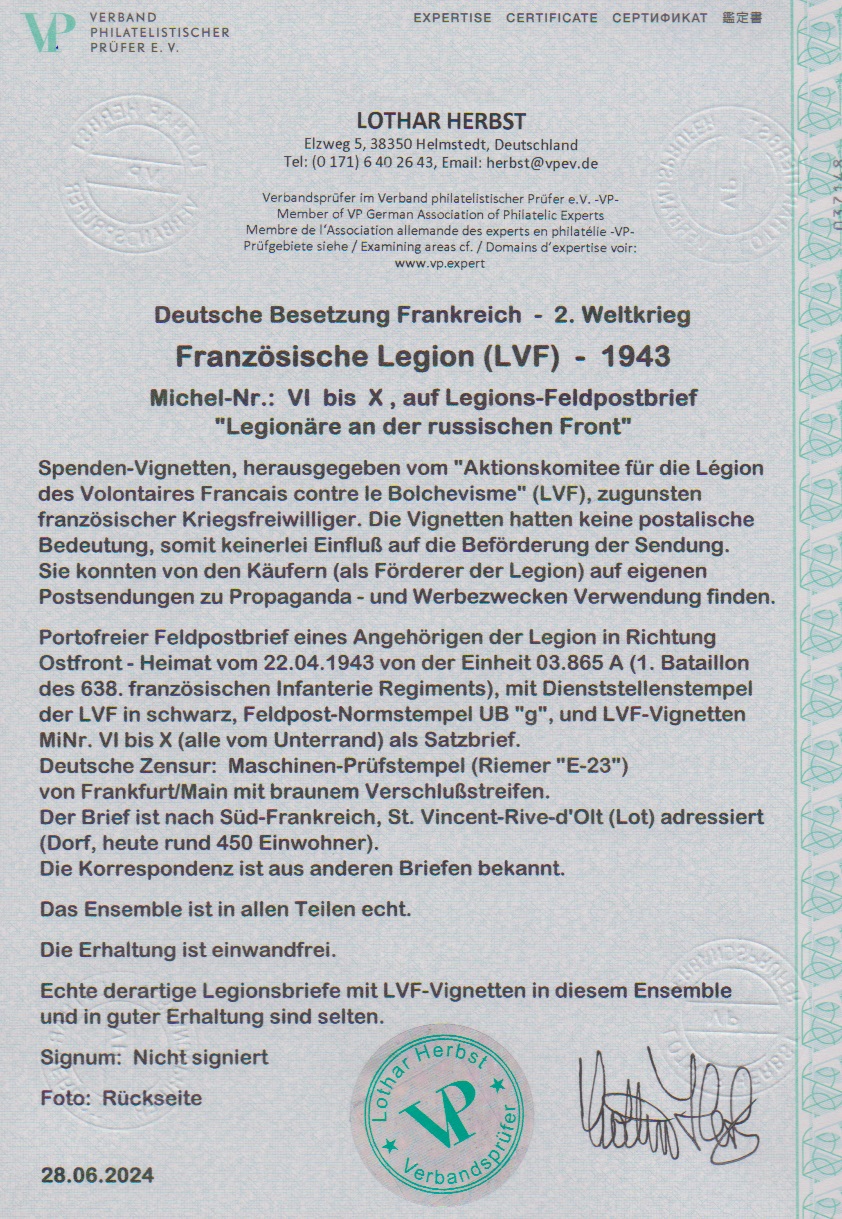 VP
VERBAND
PHILATELISTISCHER
PRÜFER E. V.
EXPERTISE CERTIFICATE СЕРТИФИКАТ 鑑定書
LOTHAR HERBST
Elzweg 5, 38350 Helmstedt, Deutschland
Tel: (0 171) 6 40 26 43, Email: herbst@vpev.de
Verbandsprüfer im Verband philatelistischer Prüfer e.V. -VP-
Member of VP German Association of Philatelic Experts
Membre de l'Association allemande des experts en philatélie -VP-
Prüfgebiete siehe / Examining areas cf. / Domains d'expertise voir:
www.vp.expert
037148
Deutsche Besetzung Frankreich - 2. Weltkrieg
Französische Legion (LVF) - 1943
Michel-Nr.: VI bis X , auf Legions-Feldpostbrief
"Legionäre an der russischen Front"
Spenden-Vignetten, herausgegeben vom "Aktionskomitee für die Légion
des Volontaires Francais contre le Bolchevisme" (LVF), zugunsten
französischer Kriegsfreiwilliger. Die Vignetten hatten keine postalische
Bedeutung, somit keinerlei Einfluß auf die Beförderung der Sendung.
Sie konnten von den Käufern (als Förderer der Legion) auf eigenen
Postsendungen zu Propaganda - und Werbezwecken Verwendung finden.
Portofreier Feldpostbrief eines Angehörigen der Legion in Richtung
Ostfront - Heimat vom 22.04.1943 von der Einheit 03.865 A (1. Bataillon
des 638. französischen Infanterie Regiments), mit Dienststellenstempel
der LVF in schwarz, Feldpost-Normstempel UB "g", und LVF-Vignetten
MiNr. VI bis X (alle vom Unterrand) als Satzbrief.
Deutsche Zensur: Maschinen-Prüfstempel (Riemer "E-23")
von Frankfurt/Main mit braunem Verschlußstreifen.
Der Brief ist nach Süd-Frankreich, St. Vincent-Rive-d'Olt (Lot) adressiert
(Dorf, heute rund 450 Einwohner).
Die Korrespondenz ist aus anderen Briefen bekannt.
Das Ensemble ist in allen Teilen echt.
Die Erhaltung ist einwandfrei.
Echte derartige Legionsbriefe mit LVF-Vignetten in diesem Ensemble
und in guter Erhaltung sind selten.
Signum: Nicht signiert
Foto: Rückseite
28.06.2024
Lothar Herbst
VP
Verbandsprüfer